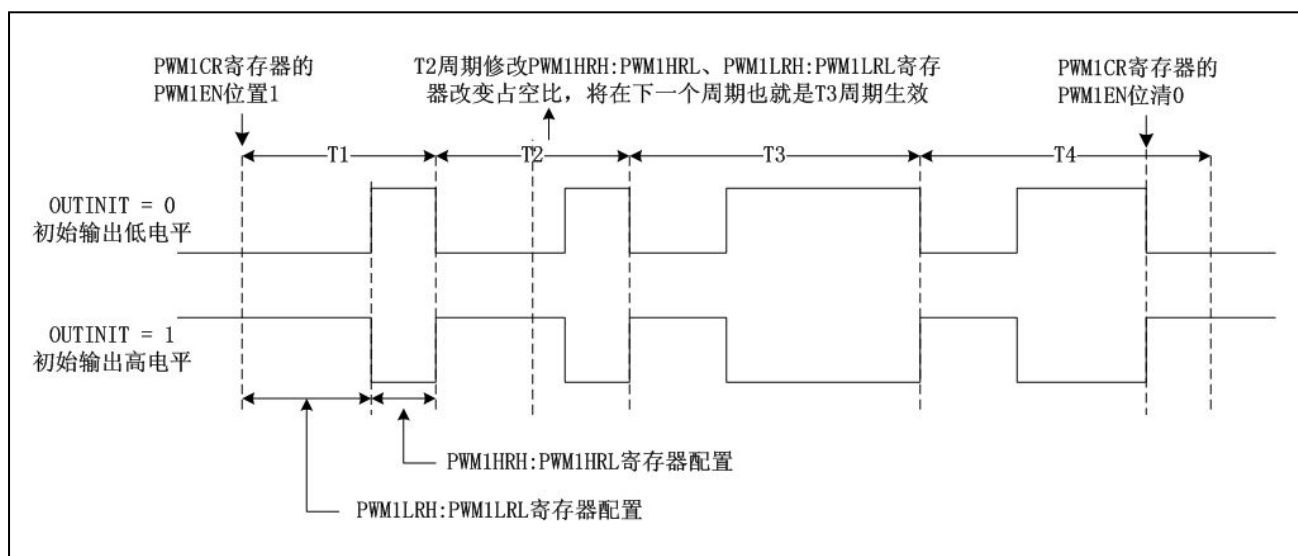 PWM1CR寄存器的
PWM1EN位置1
T2周期修改PWM1HRH:PWM1HRL、PWM1LRH:PWM1LRL寄存
器改变占空比，将在下一个周期也就是T3周期生效
PWM1CR寄存器的
PWM1EN位清0
T1
T2
T3
T4
OUTINIT = 0
初始输出低电平
OUTINIT = 1
初始输出高电平
PWM1HRH:PWM1HRL寄存器配置
PWM1LRH:PWM1LRL寄存器配置